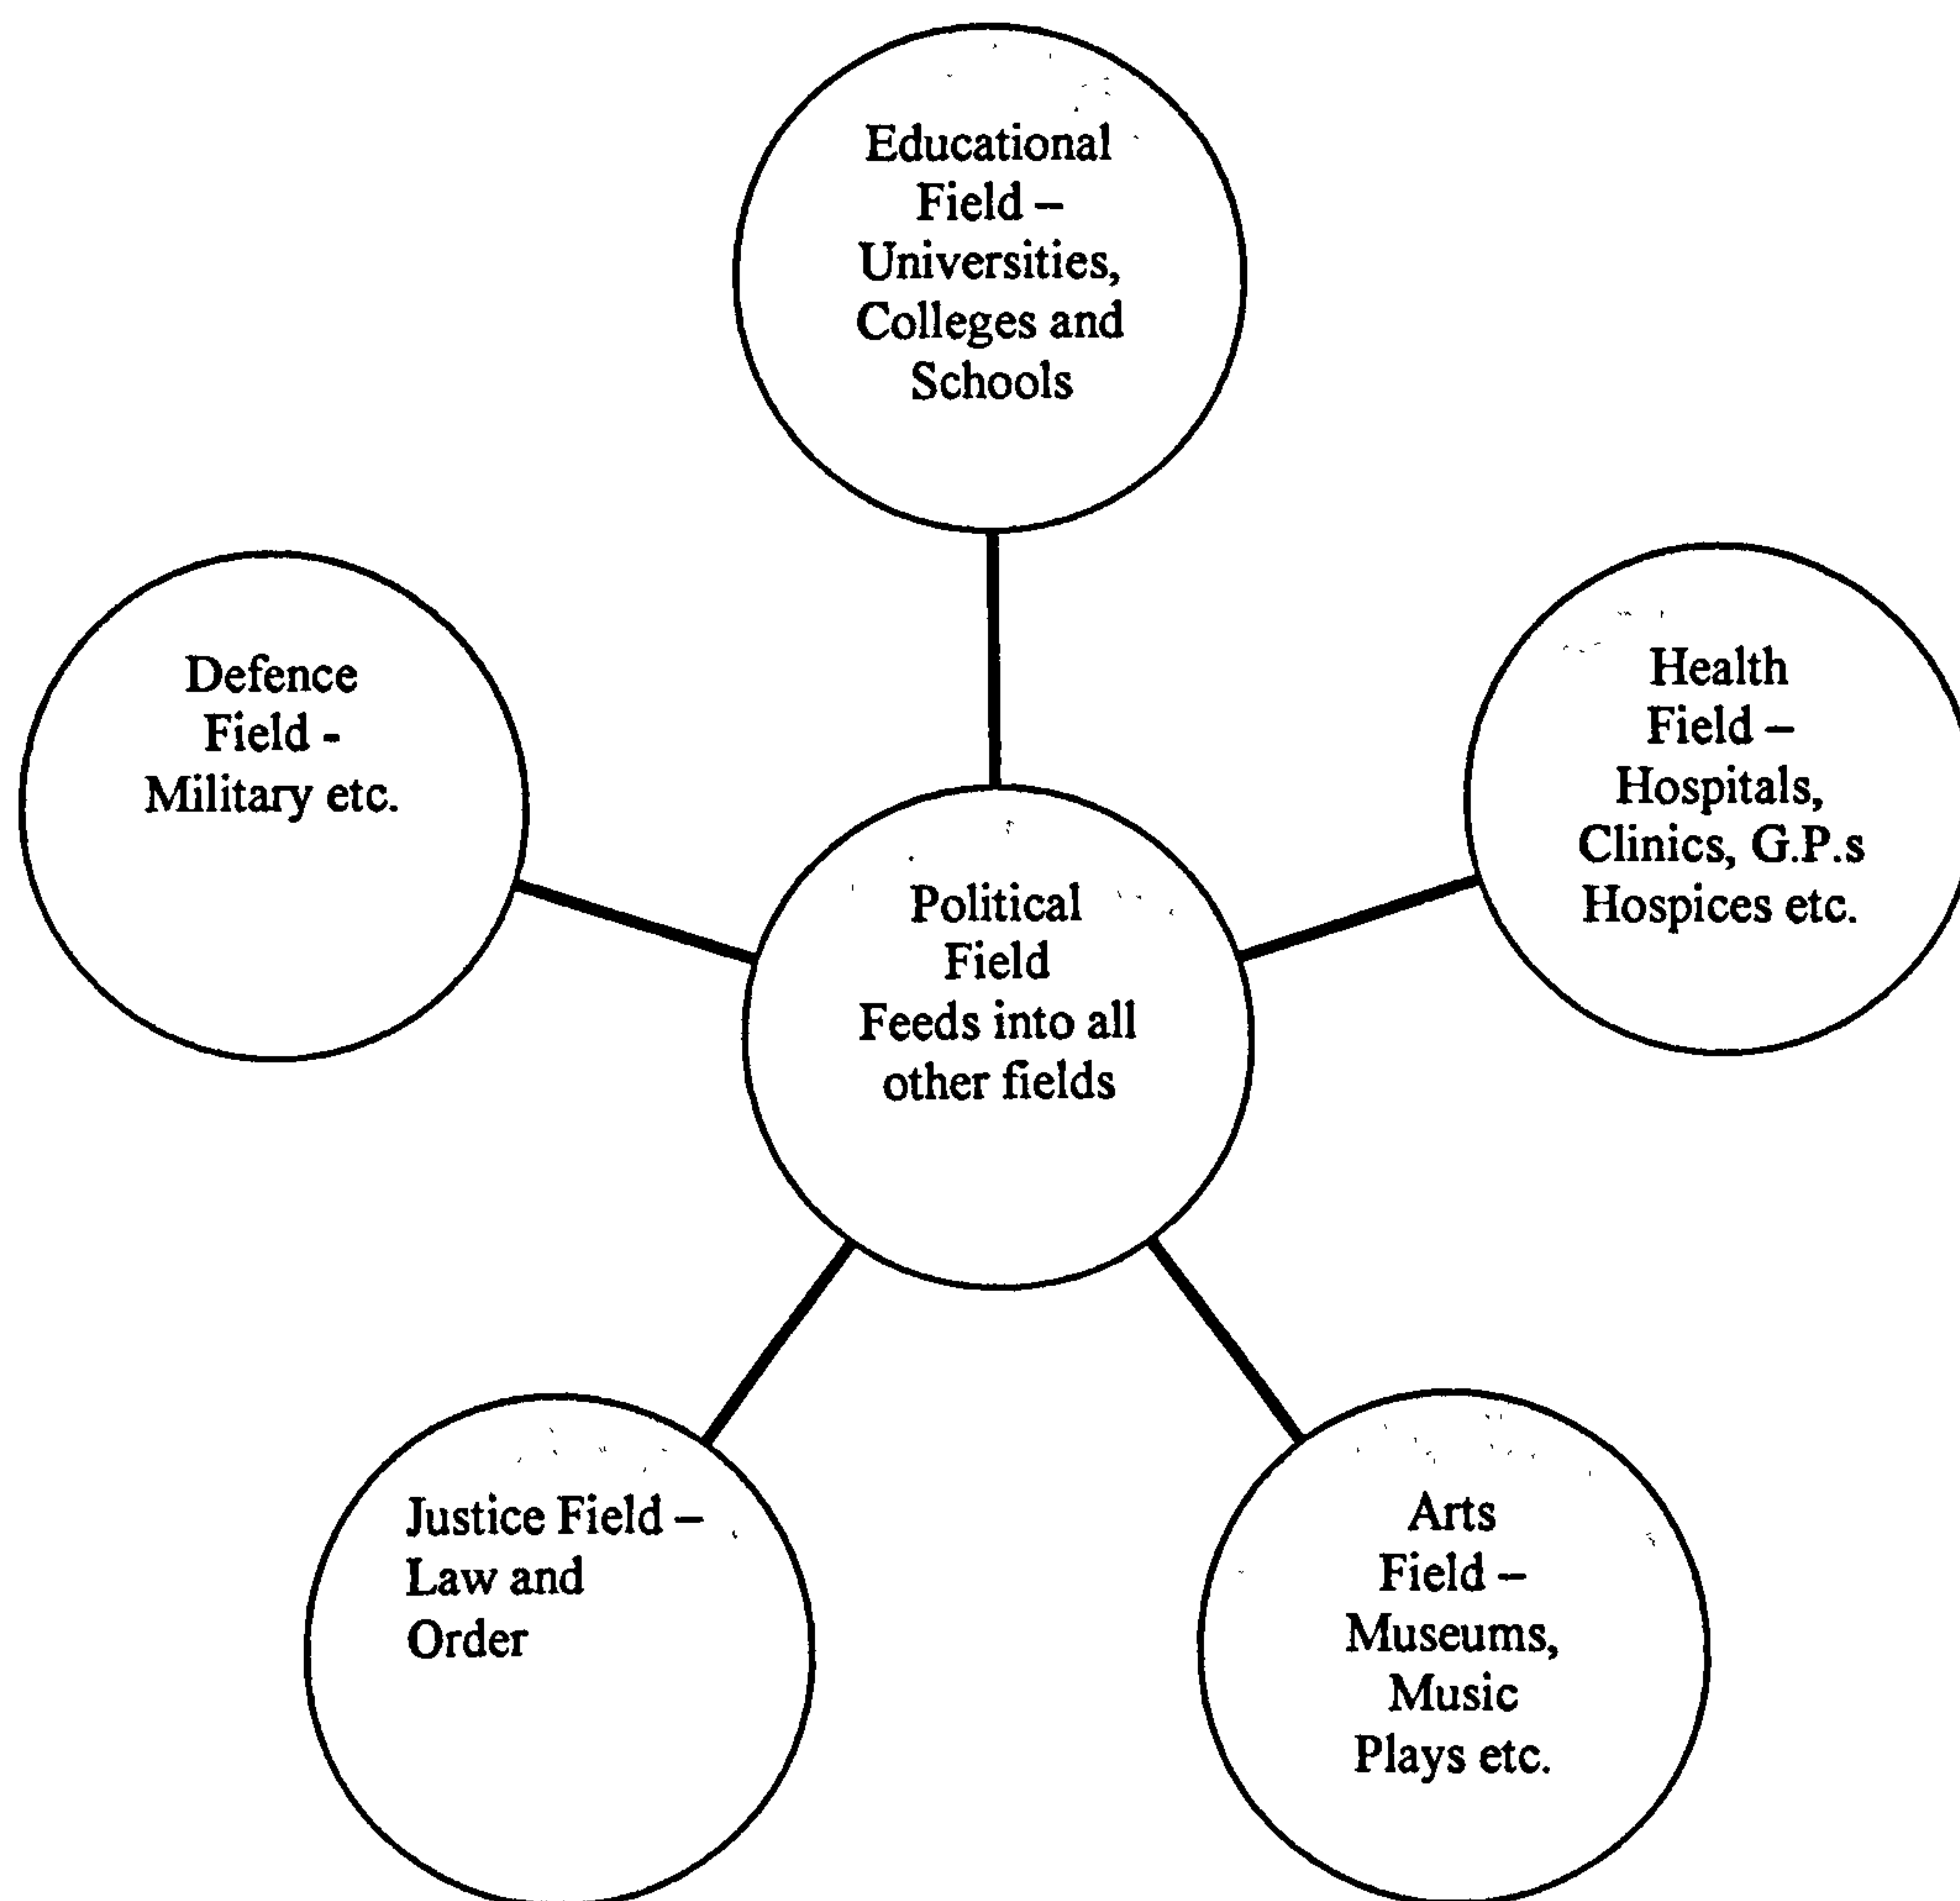 Educational
Field –
Universities,
Colleges and
Schools
Defence
Field -
Military etc.
Health
Field –
Hospitals,
Clinics, G.P.s
Hospices etc.
Political
Field
Feeds into all
other fields
Justice Field –
Law and
Order
Arts
Field –
Museums,
Music
Plays etc.